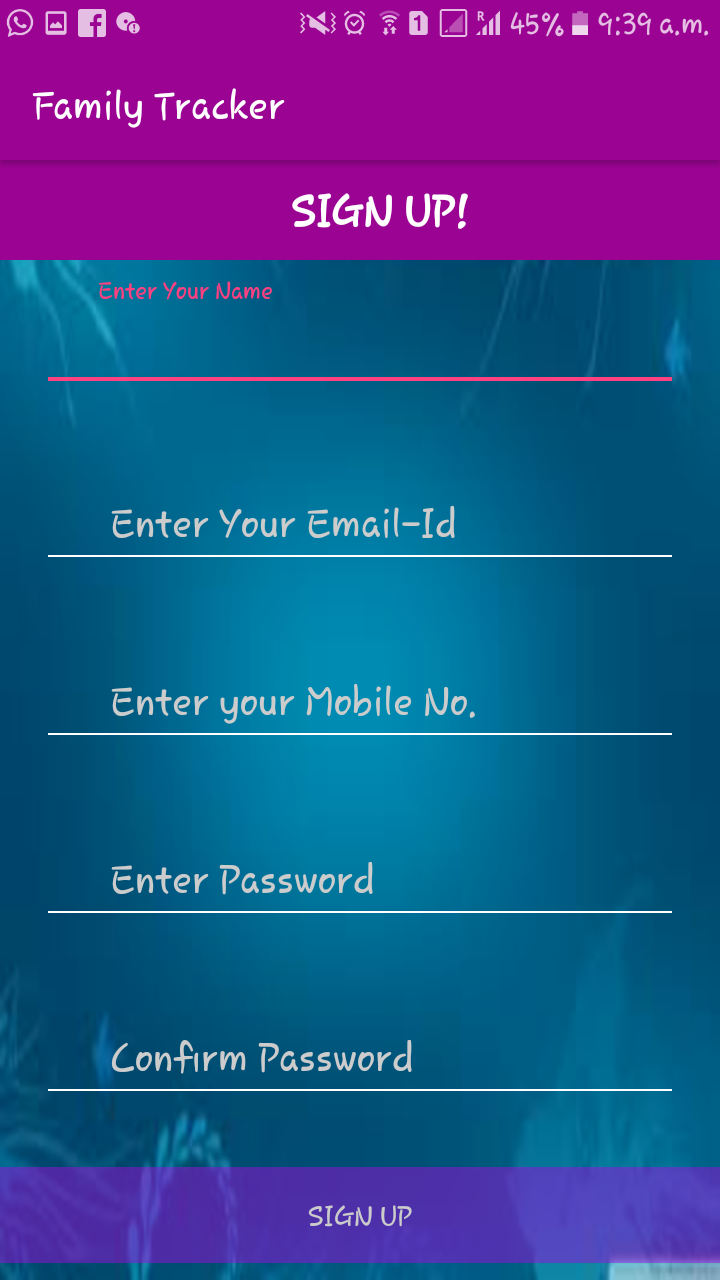 R 1 45% 9:39 a.m.
Family Tracker
SIGN UP!
Enter Your Name
Enter Your Email-Id
Enter your Mobile No.
Enter Password
Confirm Password
SIGN UP